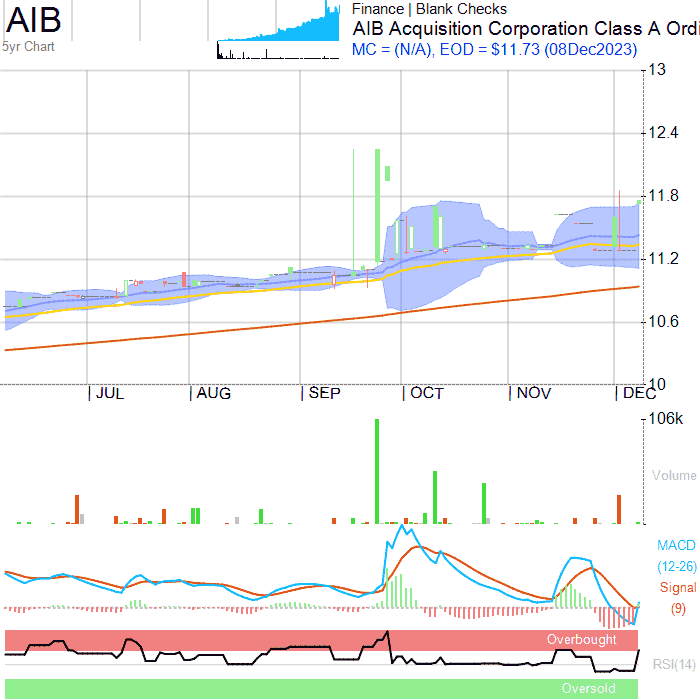 AIB
5yr Chart
Finance | Blank Checks
AIB Acquisition Corporation Class A Ordi
MC = (N/A), EOD = $11.73 (08Dec2023)
13
12.4
11.8
11.2
10.6
10
JUL AUG SEP OCT NOV DEC
106k
Volume
MACD
(12-26)
Signal
(9)
Overbought
RSI(14)
Oversold